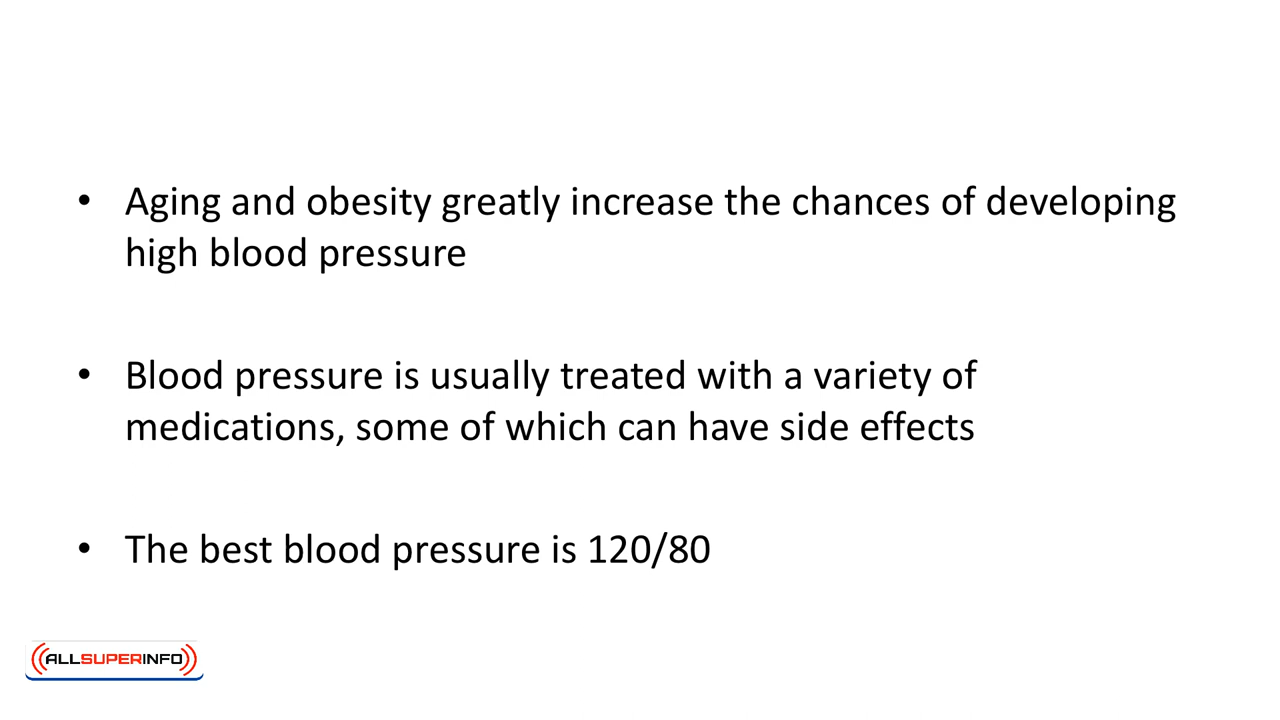 • Aging and obesity greatly increase the chances of developing
high blood pressure
• Blood pressure is usually treated with a variety of
medications, some of which can have side effects
• The best blood pressure is 120/80
ALLSUPERINFO